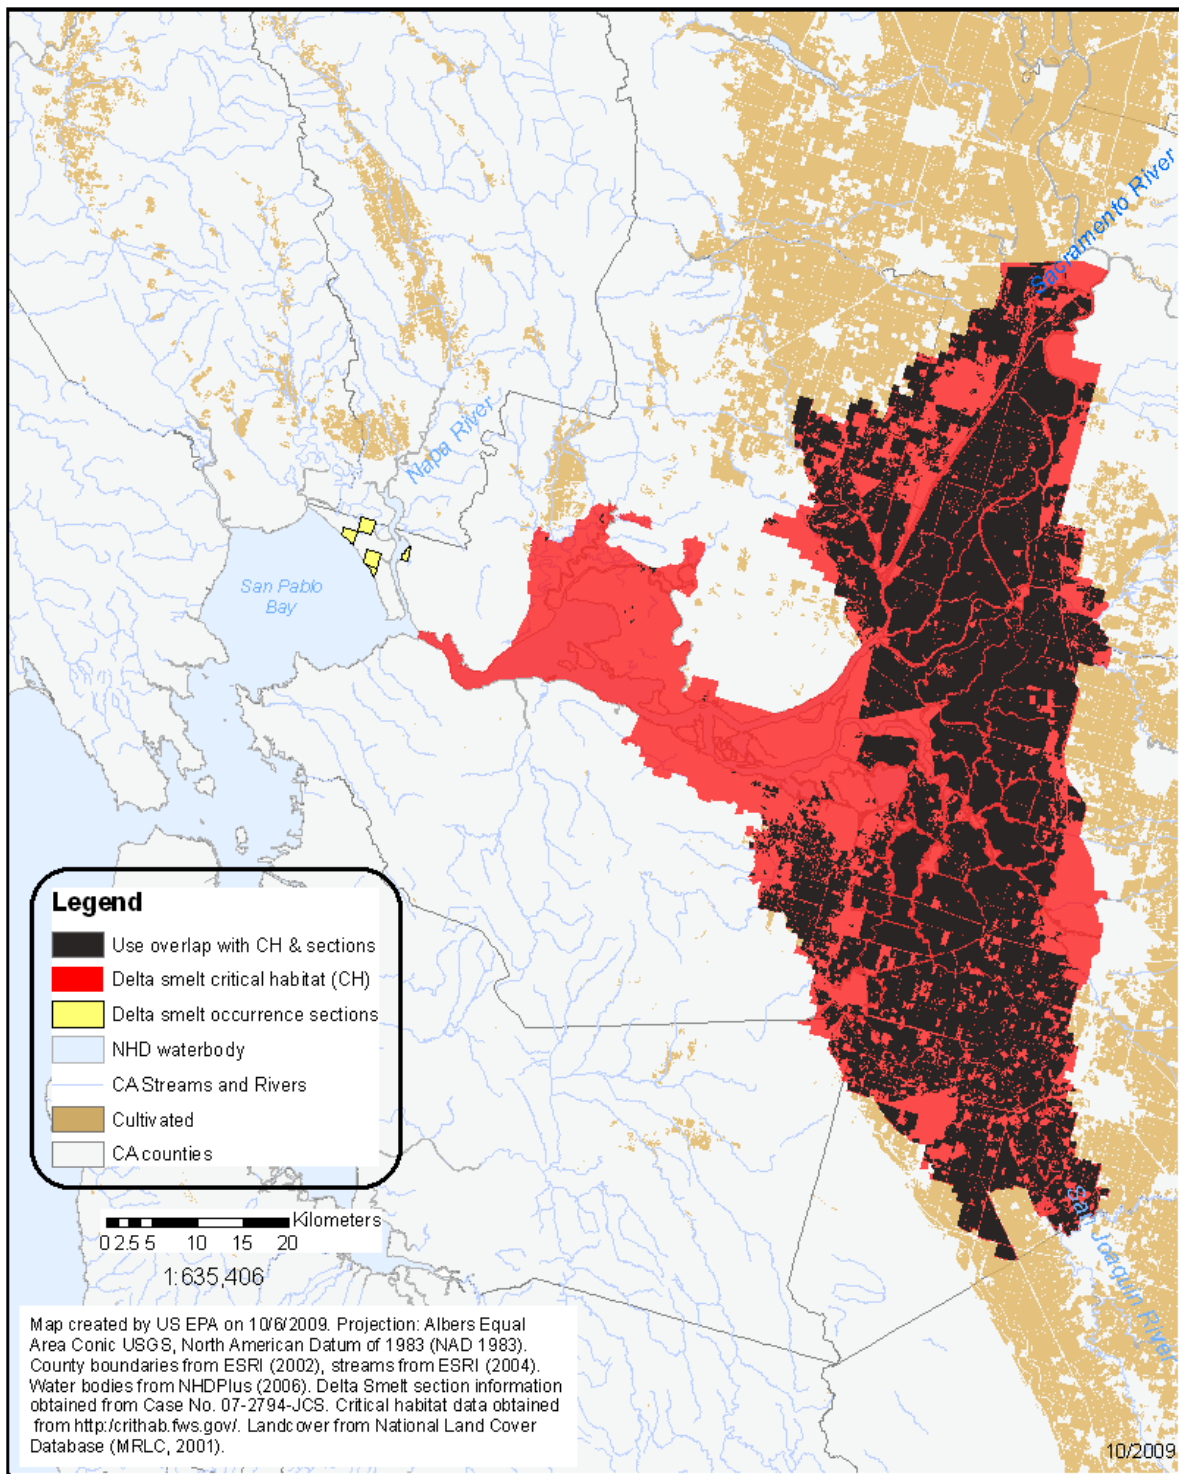 Sacramento River
Napa River
San Pablo
Bay
Legend
Use overlap with CH & sections
Delta smelt critical habitat (CH)
Delta smelt occurrence sections
NHD waterbody
CA Streams and Rivers
Cultivated
CA counties
Kilometers
0 2.5 5 10 15 20
1:635,406
San Joaquin River
Map created by US EPA on 10/6/2009. Projection: Albers Equal
Area Conic USGS, North American Datum of 1983 (NAD 1983).
County boundaries from ESRI (2002), streams from ESRI (2004).
Water bodies from NHDPlus (2006). Delta Smelt section information
obtained from Case No. 07-2794-JCS. Critical habitat data obtained
from http:/crithab.fws.gov/. Landcover from National Land Cover
Database (MRLC, 2001).
10/2009